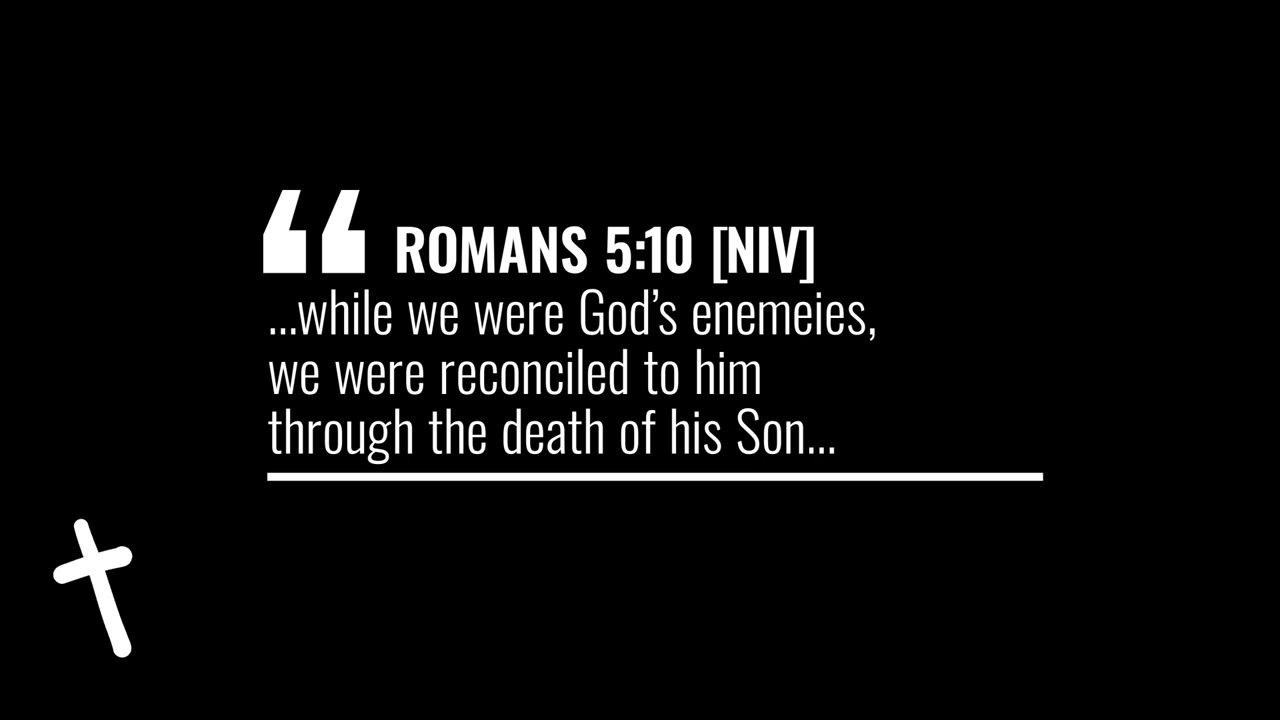 “ ROMANS 5:10 [NIV]
...while we were God’s enemeies,
we were reconciled to him
through the death of his Son...